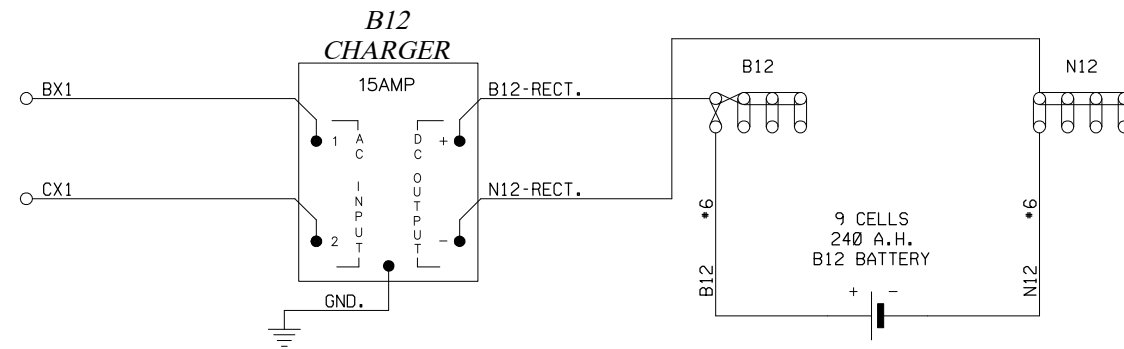 B12
CHARGER
15AMP
BX1
CX1
1
2
AC INPUT
DC OUTPUT
+
-
GND.
B12-RECT.
N12-RECT.
B12
N12
*6
B12
*6
N12
9 CELLS
240 A.H.
B12 BATTERY
+ -